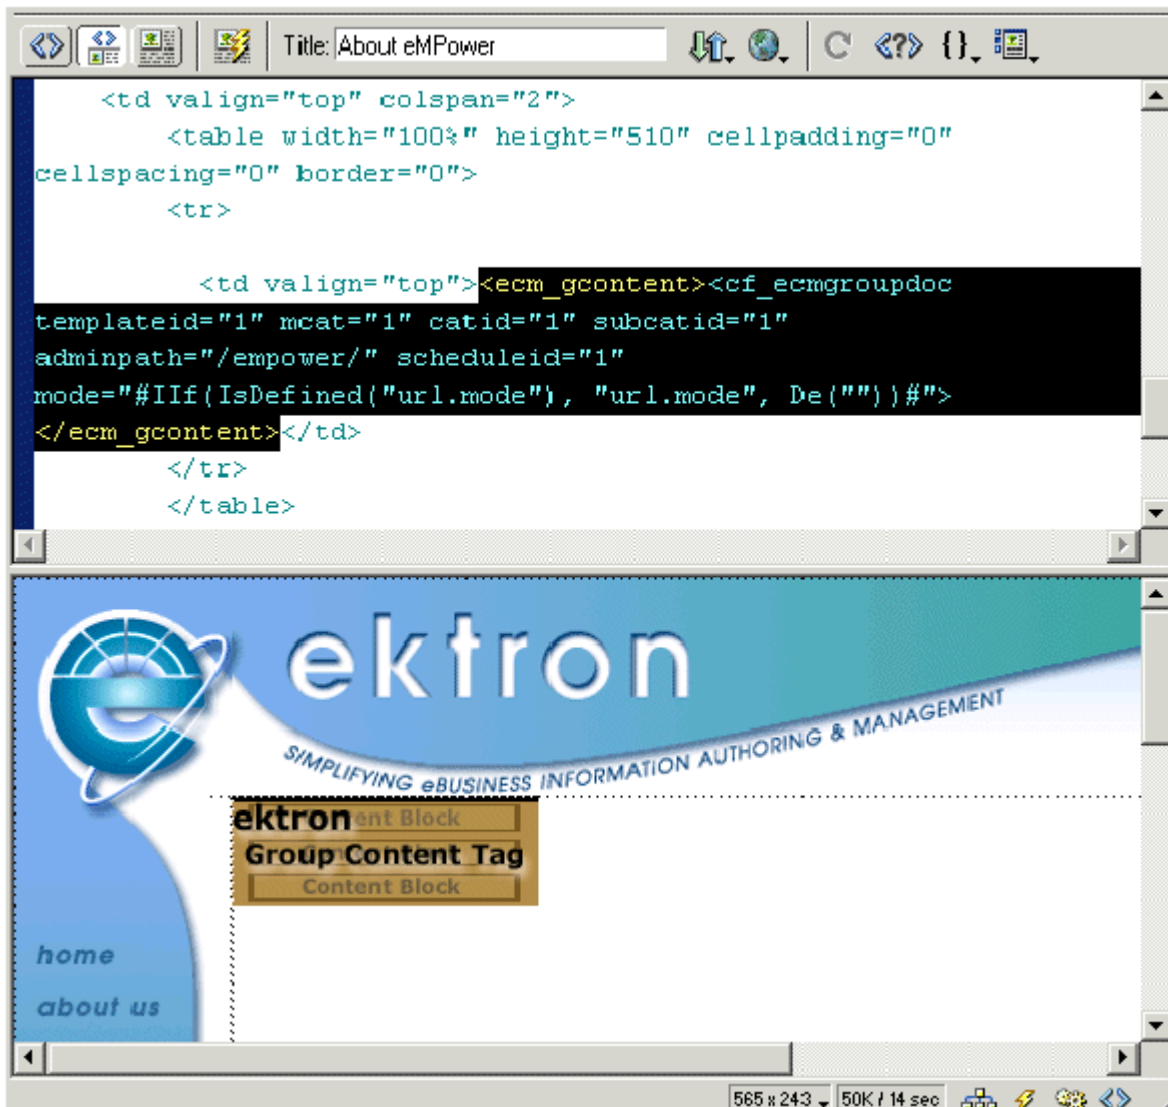 Title: About eMPower
<td valign="top" colspan="2">
<table width="100%" height="510" cellpadding="0"
cellspacing="0" border="0">
<tr>
<td valign="top"><ecm_gcontent><cf_ecmgroupdoc
templateid="1" mcat="1" catid="1" subcatid="1"
adminpath="/empower/" scheduleid="1"
mode="#IIf(IsDefined("url.mode"), "url.mode", De(""))#">
</ecm_gcontent></td>
</tr>
</table>
ektron
SIMPLIFYING eBUSINESS INFORMATION AUTHORING & MANAGEMENT
ektron
Content Block
Group Content Tag
Content Block
home
about us
565 x 243
50K / 14 sec